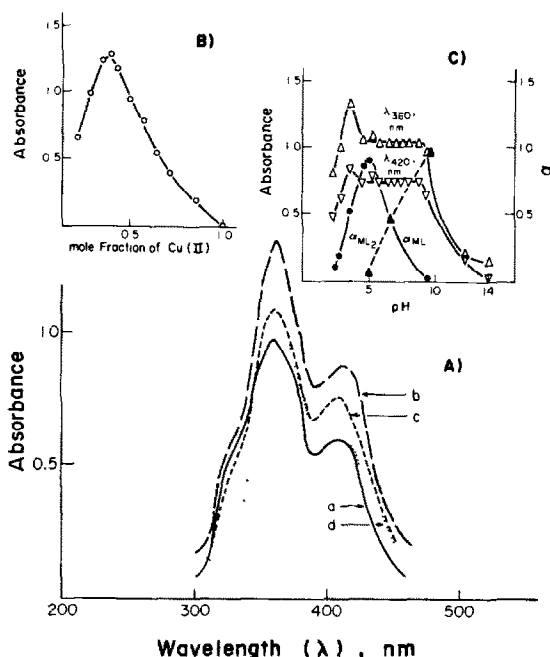 B)
Absorbance
1.5
1.0
0.5
0.5
1.0
mole Fraction of Cu (II)
C)
Absorbance
1.5
1.0
0.5
λ360,
nm
λ420,
nm
αML2
αML
1.0
0.5
α
5
10
14
pH
A)
Absorbance
1.0
0.5
b
c
a
d
200
300
400
500
Wavelength (λ) , nm